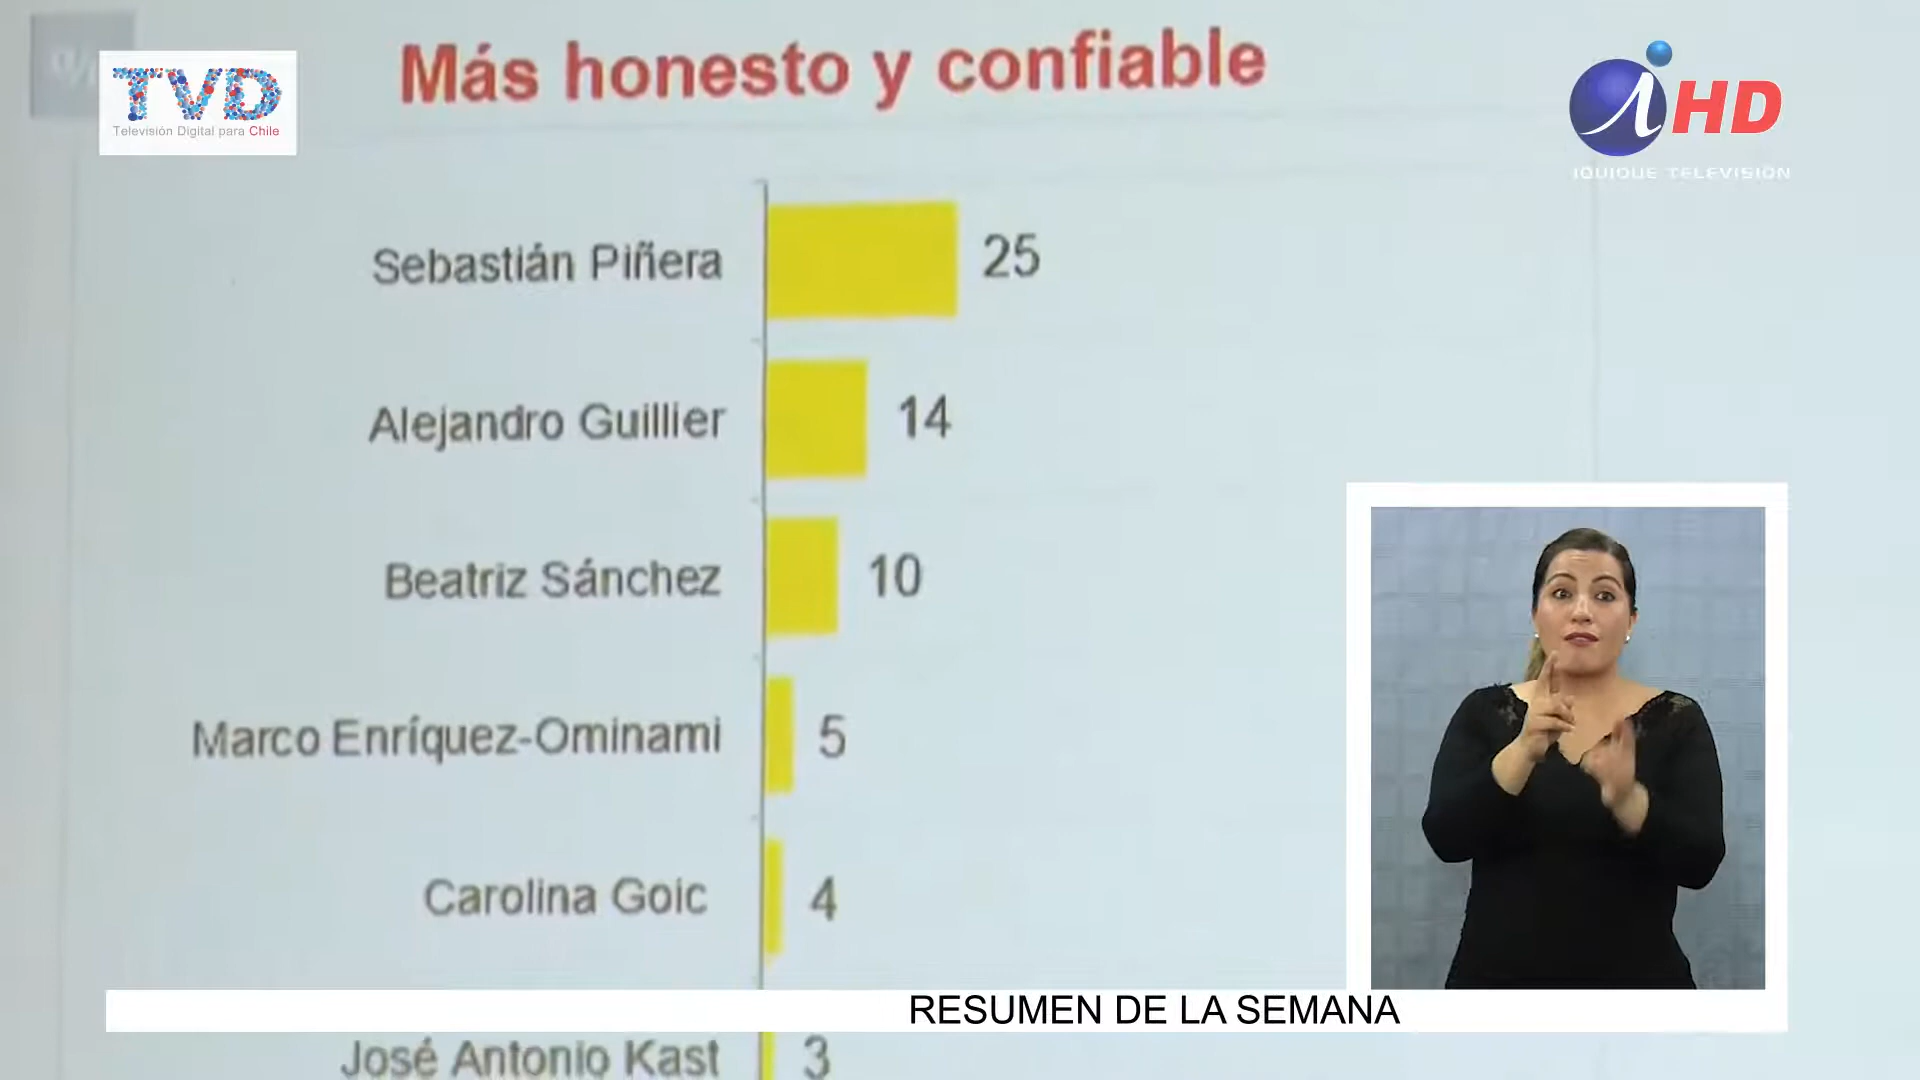 Más honesto y confiable
TVD
Televisión Digital para Chile
HD
IQUIQUE TELEVISIÓN
Sebastián Piñera 25
Alejandro Guillier 14
Beatriz Sánchez 10
Marco Enríquez-Ominami 5
Carolina Goic 4
RESUMEN DE LA SEMANA
José Antonio Kast 3